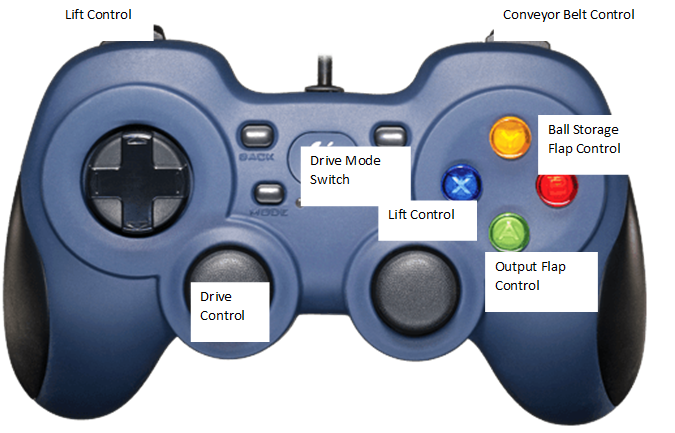 Lift Control
Conveyor Belt Control
Ball Storage
Flap Control
Y
BACK
Drive Mode
Switch
X
B
MODE
Lift Control
A
Output Flap
Control
Drive
Control